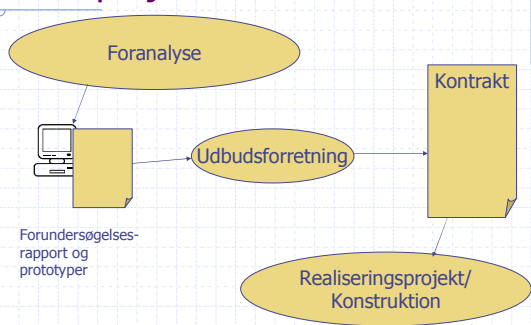 Foranalyse
Kontrakt
Udbudsforretning
Forundersøgelses-
rapport og
prototyper
Realiseringsprojekt/
Konstruktion